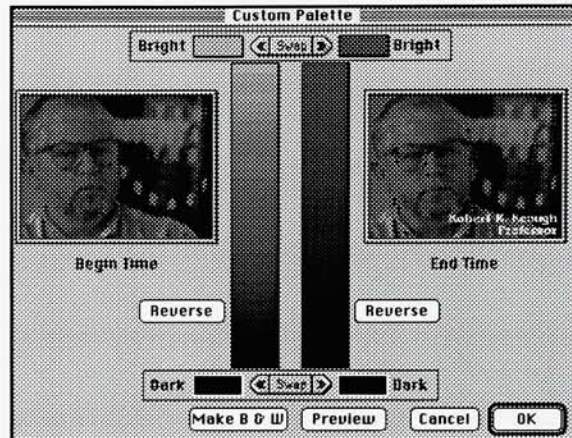 Custom Palette
Bright Swap Bright
Robert K. Keough
Professor
Begin Time
End Time
Reverse
Reverse
Dark Swap Dark
Make B & W Preview Cancel OK